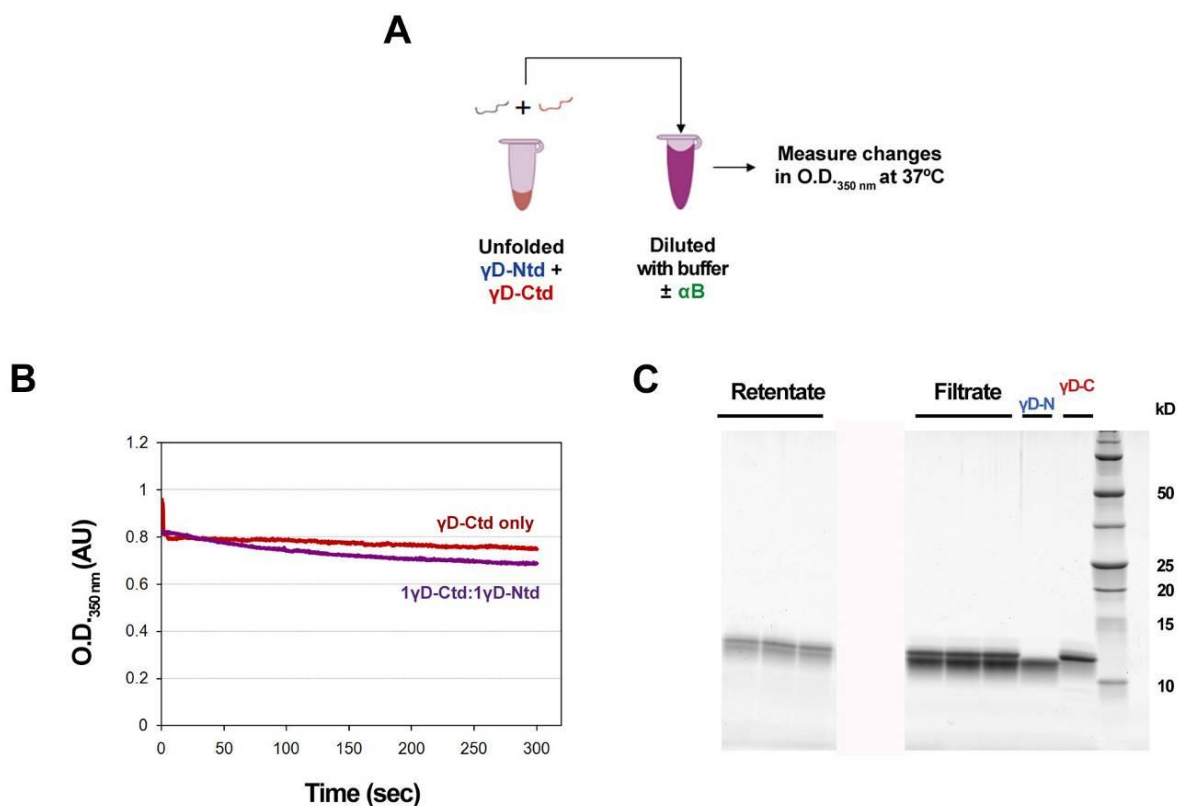 A
+
Unfolded
γD-Ntd +
γD-Ctd
Diluted
with buffer
± αB
Measure changes
in O.D.350 nm at 37ºC
B
O.D.350 nm (AU)
1.2
1
0.8
0.6
0.4
0.2
0
γD-Ctd only
1γD-Ctd:1γD-Ntd
0 50 100 150 200 250 300
Time (sec)
C
Retentate
Filtrate
γD-N
γD-C
kD
50
25
20
15
10